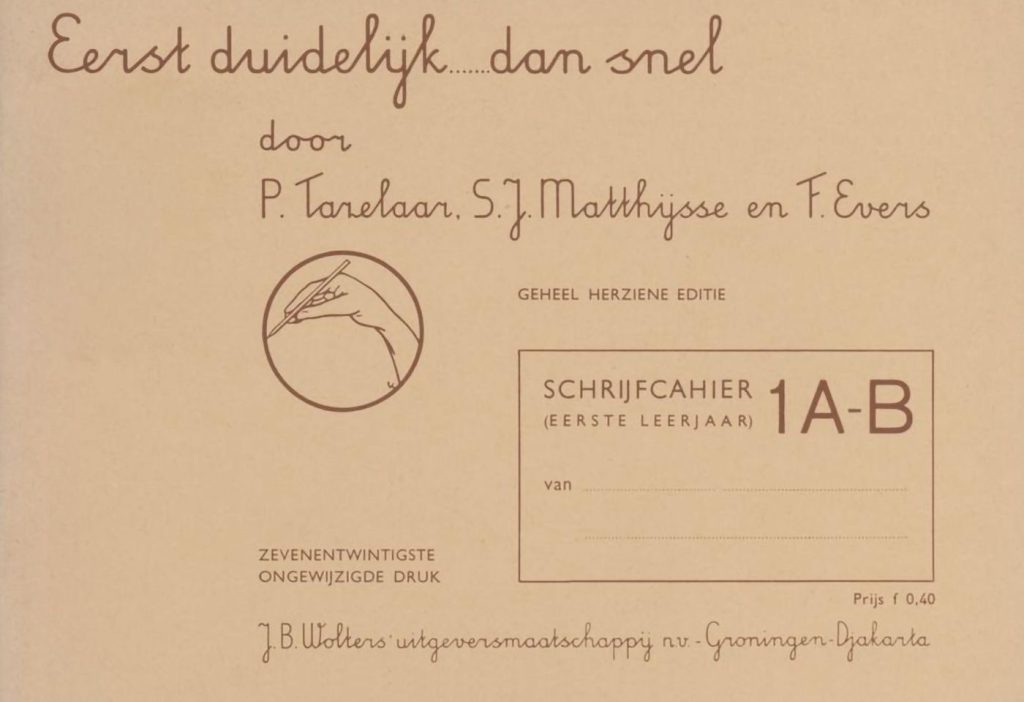 Eerst duidelijk.......dan snel
door
P. Tarelaar, S.J. Matthijsse en F. Evers
GEHEEL HERZIENE EDITIE
SCHRIJFCAHIER 1A-B
(EERSTE LEERJAAR)
van
ZEVENENTWINTIGSTE
ONGEWIJZIGDE DRUK
Prijs f 0,40
J.B. Wolters' uitgeversmaatschappij n.v. - Groningen-Djakarta